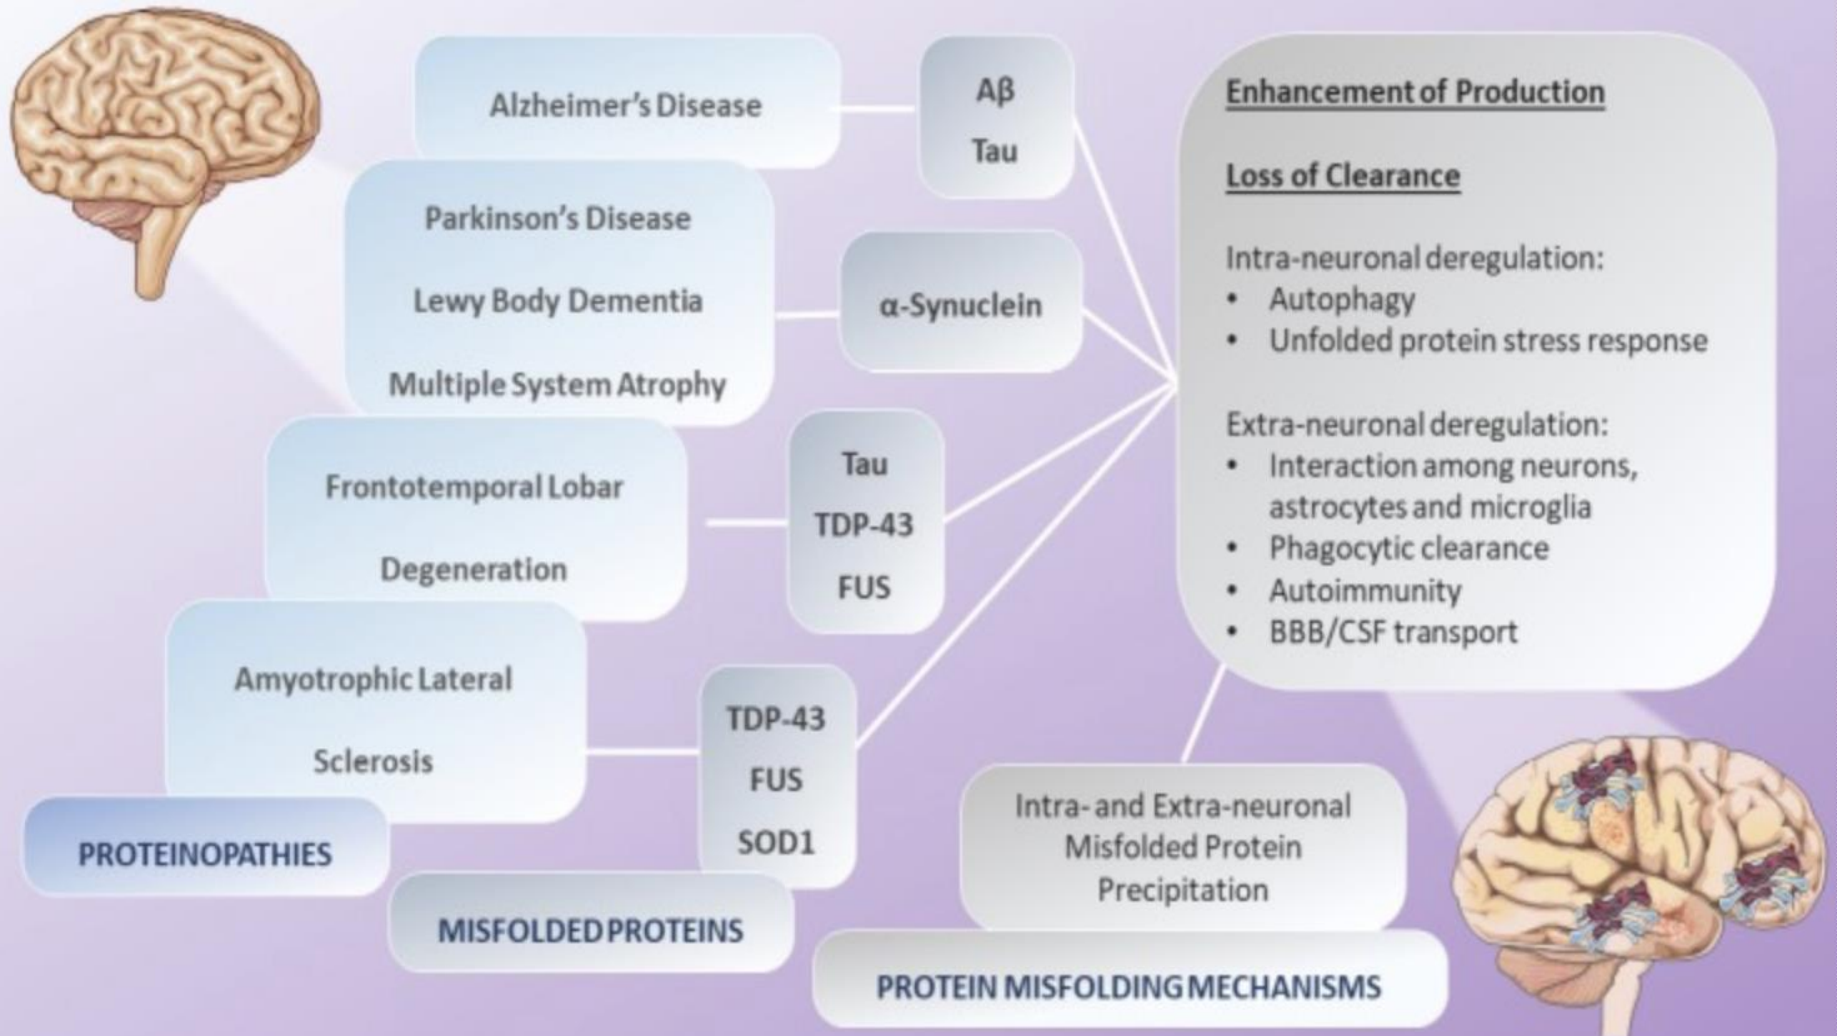 Alzheimer's Disease
Aβ
Tau
Parkinson's Disease
Lewy Body Dementia
Multiple System Atrophy
α-Synuclein
Frontotemporal Lobar
Degeneration
Tau
TDP-43
FUS
Amyotrophic Lateral
Sclerosis
TDP-43
FUS
SOD1
PROTEINOPATHIES
MISFOLDED PROTEINS
Enhancement of Production
Loss of Clearance
Intra-neuronal deregulation:
• Autophagy
• Unfolded protein stress response
Extra-neuronal deregulation:
• Interaction among neurons,
astrocytes and microglia
• Phagocytic clearance
• Autoimmunity
• BBB/CSF transport
Intra- and Extra-neuronal
Misfolded Protein
Precipitation
PROTEIN MISFOLDING MECHANISMS